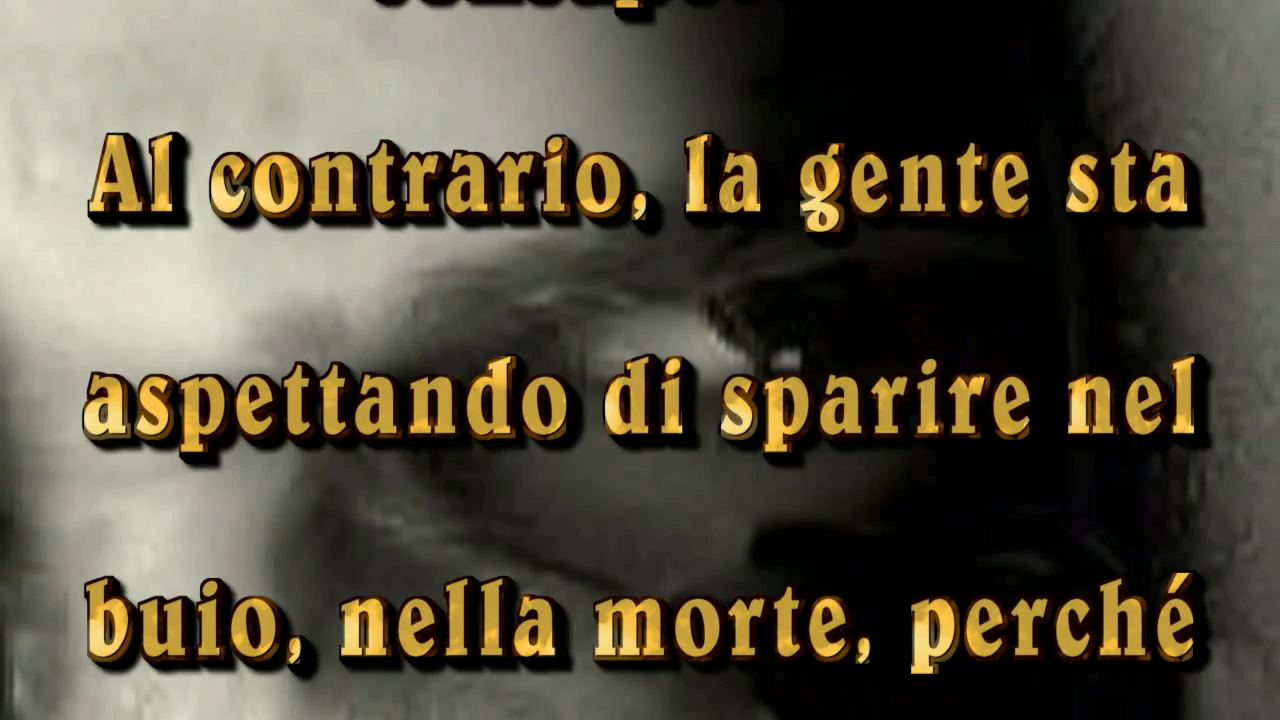 Al contrario, la gente sta
aspettando di sparire nel
buio, nella morte, perché